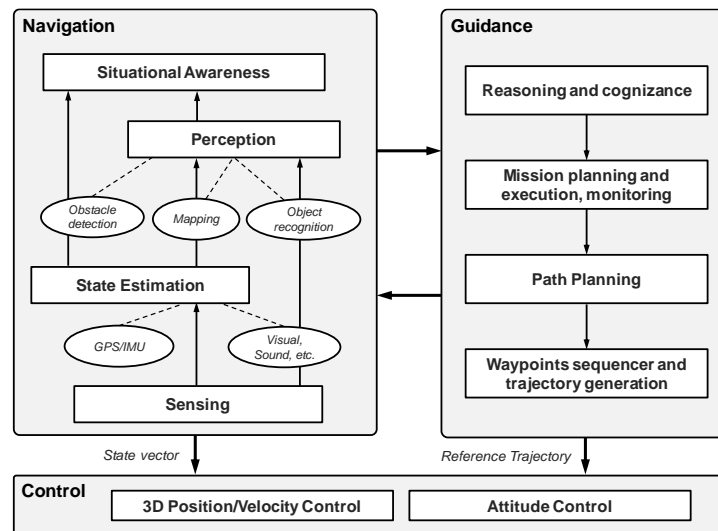 Navigation
Situational Awareness
Perception
Obstacle
detection
Mapping
Object
recognition
State Estimation
GPS/IMU
Visual,
Sound, etc.
Sensing
Guidance
Reasoning and cognizance
Mission planning and
execution, monitoring
Path Planning
Waypoints sequencer and
trajectory generation
State vector
Reference Trajectory
Control
3D Position/Velocity Control
Attitude Control